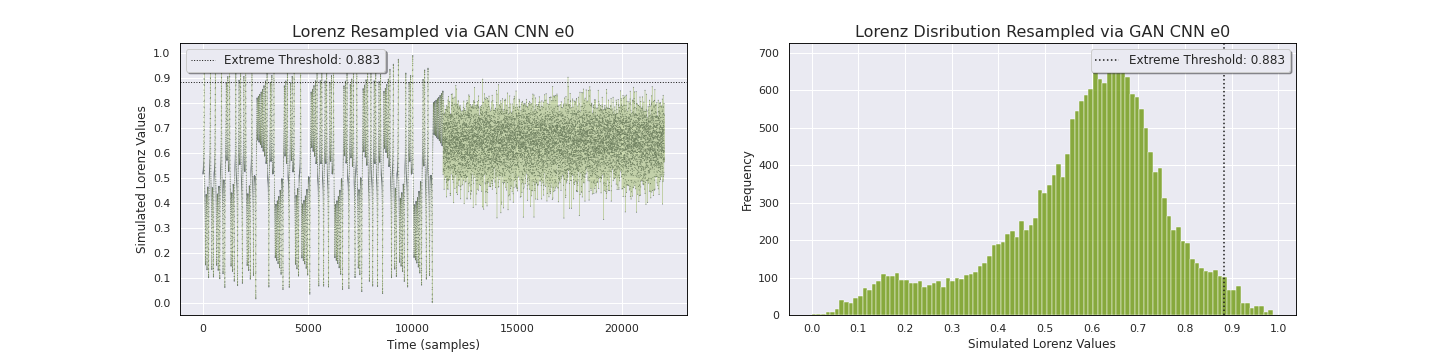 Lorenz Resampled via GAN CNN e0
Extreme Threshold: 0.883
Simulated Lorenz Values
1.0
0.9
0.8
0.7
0.6
0.5
0.4
0.3
0.2
0.1
0.0
0 5000 10000 15000 20000
Time (samples)
Lorenz Disribution Resampled via GAN CNN e0
Extreme Threshold: 0.883
Frequency
700
600
500
400
300
200
100
0
0.0 0.1 0.2 0.3 0.4 0.5 0.6 0.7 0.8 0.9 1.0
Simulated Lorenz Values